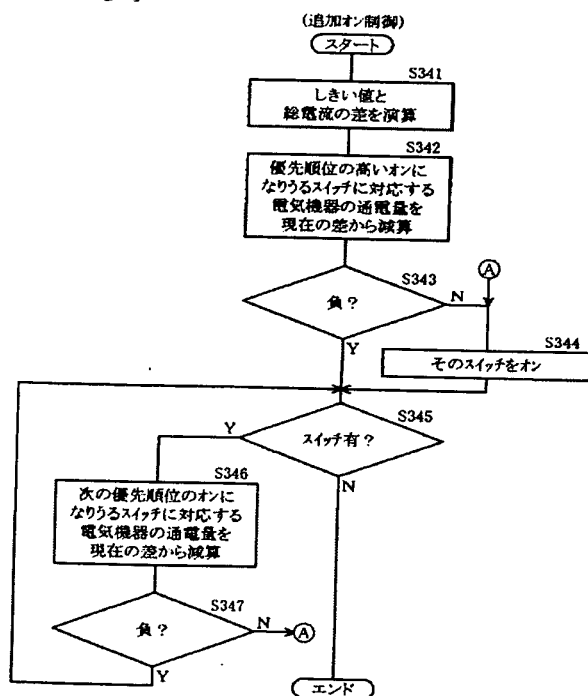 (追加オン制御)
スタート
S341
しきい値と
総電流の差を演算
S342
優先順位の高いオンに
なりうるスイッチに対応する
電気機器の通電量を
現在の差から減算
S343
負?
N
Y
A
S344
そのスイッチをオン
S345
スイッチ有?
Y
N
S346
次の優先順位のオンに
なりうるスイッチに対応する
電気機器の通電量を
現在の差から減算
S347
負?
N
A
Y
エンド